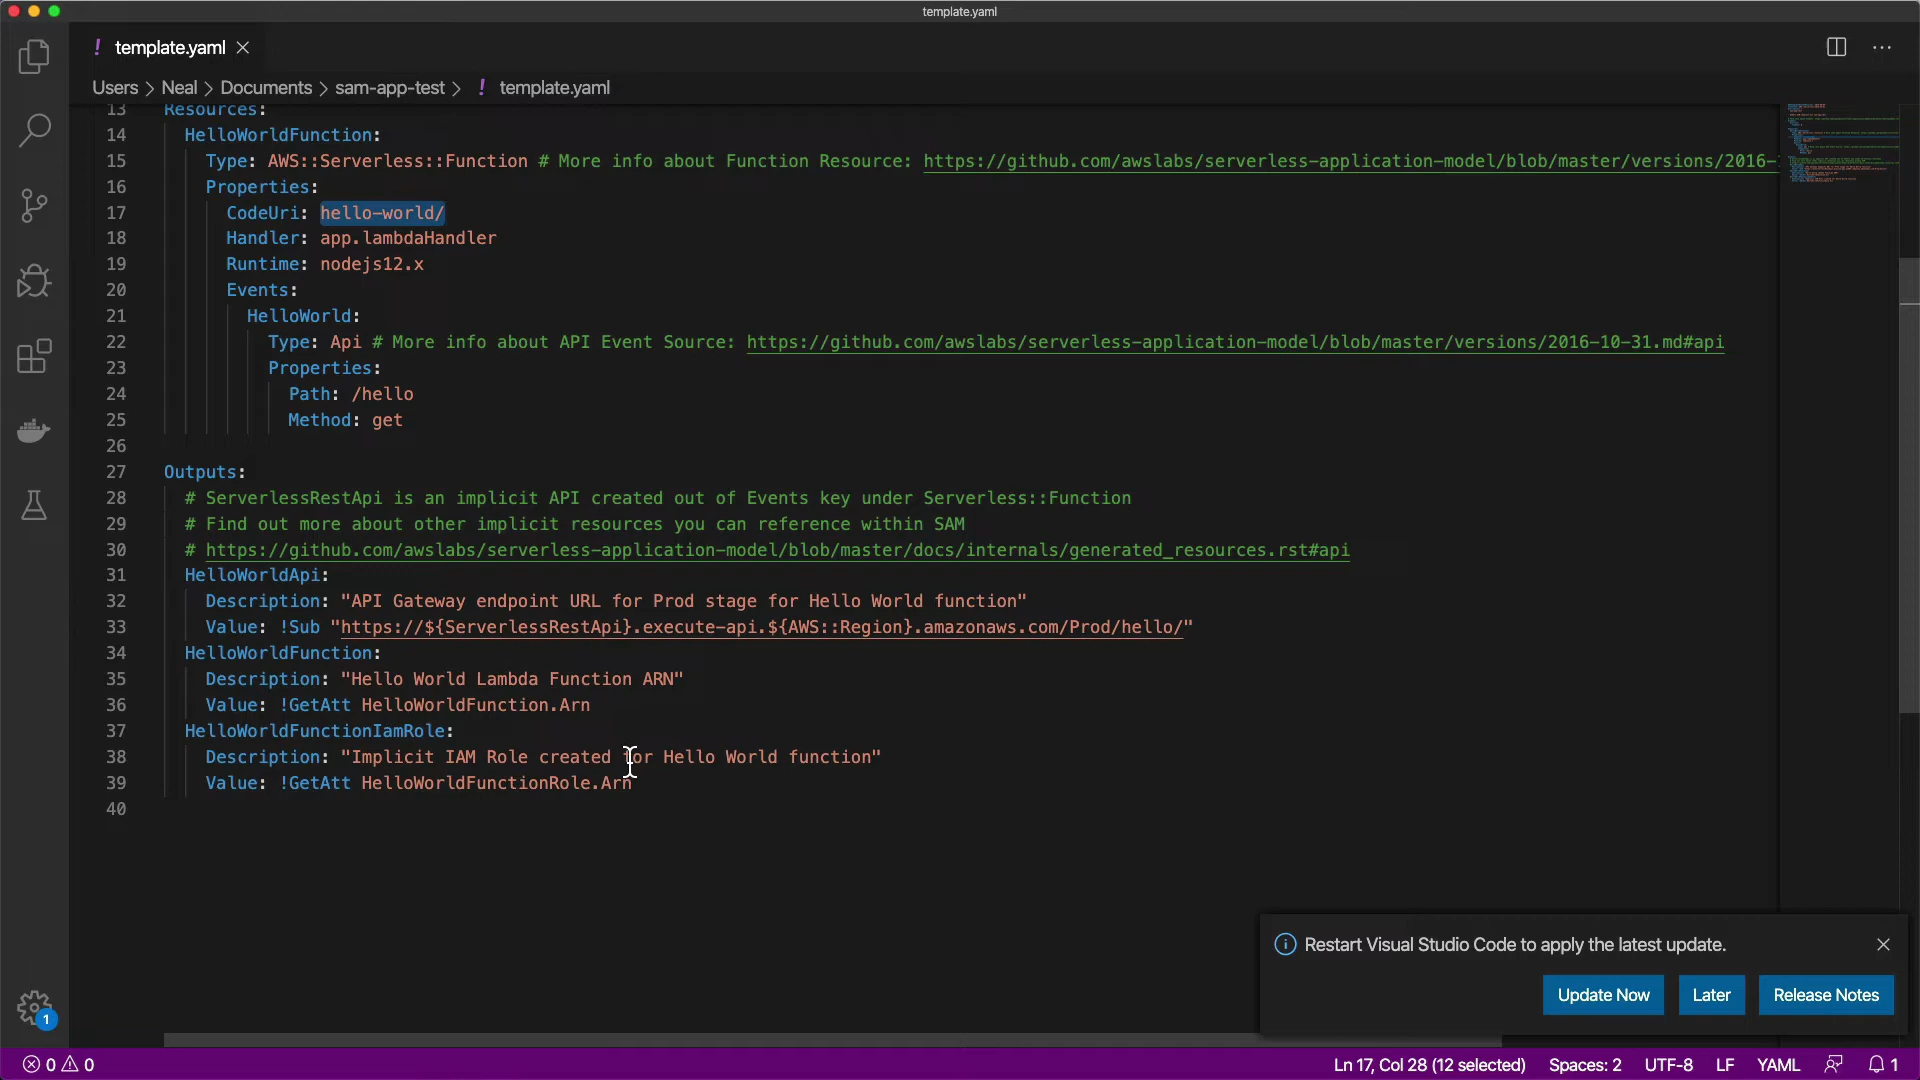 template.yaml
! template.yaml
Users > Neal > Documents > sam-app-test > ! template.yaml
13 Resources:
14 HelloWorldFunction:
15 Type: AWS::Serverless::Function # More info about Function Resource: https://github.com/awslabs/serverless-application-model/blob/master/versions/2016-
16 Properties:
17 CodeUri: hello-world/
18 Handler: app.lambdaHandler
19 Runtime: nodejs12.x
20 Events:
21 HelloWorld:
22 Type: Api # More info about API Event Source: https://github.com/awslabs/serverless-application-model/blob/master/versions/2016-10-31.md#api
23 Properties:
24 Path: /hello
25 Method: get
26
27 Outputs:
28 # ServerlessRestApi is an implicit API created out of Events key under Serverless::Function
29 # Find out more about other implicit resources you can reference within SAM
30 # https://github.com/awslabs/serverless-application-model/blob/master/docs/internals/generated_resources.rst#api
31 HelloWorldApi:
32 Description: "API Gateway endpoint URL for Prod stage for Hello World function"
33 Value: !Sub "https://${ServerlessRestApi}.execute-api.${AWS::Region}.amazonaws.com/Prod/hello/"
34 HelloWorldFunction:
35 Description: "Hello World Lambda Function ARN"
36 Value: !GetAtt HelloWorldFunction.Arn
37 HelloWorldFunctionIamRole:
38 Description: "Implicit IAM Role created for Hello World function"
39 Value: !GetAtt HelloWorldFunctionRole.Arn
40
Restart Visual Studio Code to apply the latest update.
Update Now Later Release Notes
1
0 0 Ln 17, Col 28 (12 selected) Spaces: 2 UTF-8 LF YAML 1